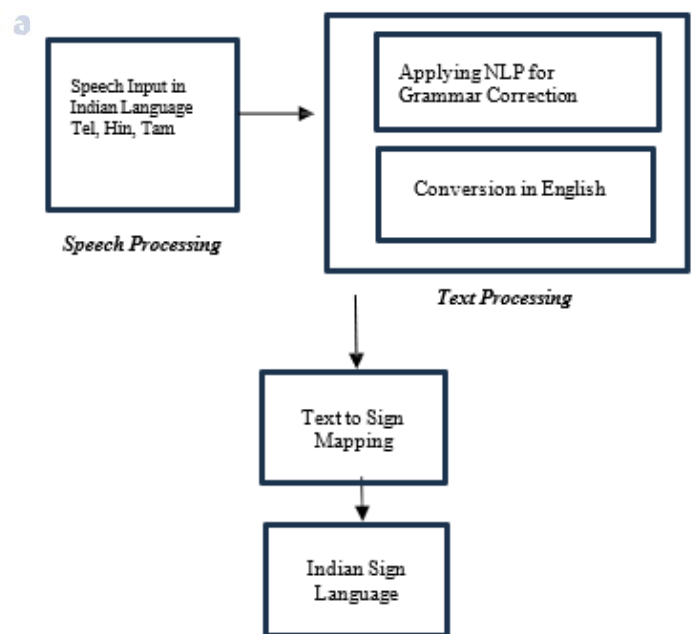 a
Speech Input in
Indian Language
Tel, Hin, Tam
Speech Processing
Applying NLP for
Grammar Correction
Conversion in English
Text Processing
Text to Sign
Mapping
Indian Sign
Language